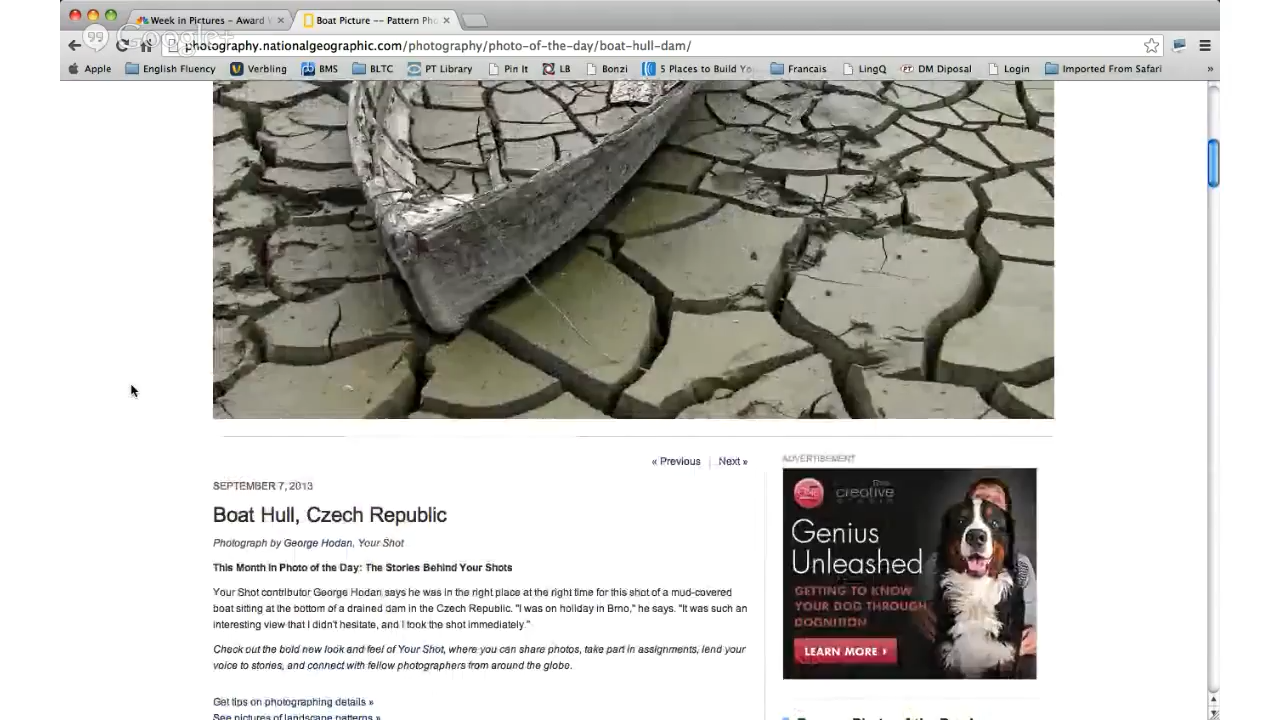 Week in Pictures – Award
Boat Picture -- Pattern Pho
Google+
photography.nationalgeographic.com/photography/photo-of-the-day/boat-hull-dam/
Apple English Fluency Verbling BMS BLTC PT Library Pin It LB Bonzi 5 Places to Build Yo Francais LingQ DM Diposal Login Imported From Safari »
« Previous | Next »
ADVERTISEMENT
SEPTEMBER 7, 2013
Boat Hull, Czech Republic
Photograph by George Hodan, Your Shot
This Month in Photo of the Day: The Stories Behind Your Shots
Your Shot contributor George Hodan says he was in the right place at the right time for this shot of a mud-covered
boat sitting at the bottom of a drained dam in the Czech Republic. "I was on holiday in Brno," he says. "It was such an
interesting view that I didn't hesitate, and I took the shot immediately."
Check out the bold new look and feel of Your Shot, where you can share photos, take part in assignments, lend your
voice to stories, and connect with fellow photographers from around the globe.
Get tips on photographing details »
See pictures of landscape patterns »
creative
Genius
Unleashed
GETTING TO KNOW
YOUR DOG THROUGH
DOGNITION
LEARN MORE ›